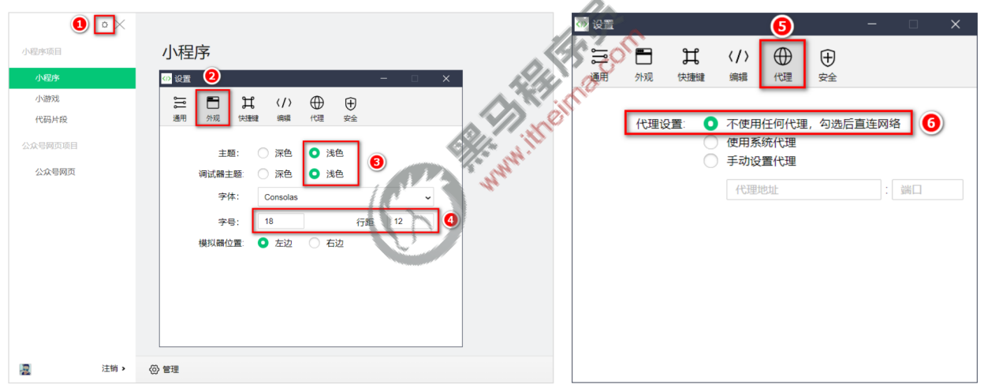 1
小程序项目
小程序
小游戏
代码片段
公众号网页项目
公众号网页
注销 ›
小程序
设置 2
通用 外观 快捷键 编辑 代理 安全
主题: 深色 浅色
3
调试器主题: 深色 浅色
字体: Consolas
字号: 18 行距 12 4
模拟器位置: 左边 右边
管理
设置 5
通用 外观 快捷键 编辑 代理 安全
代理设置: 不使用任何代理，勾选后直连网络 6
使用系统代理
手动设置代理
代理地址 : 端口
黑马程序员
www.itheima.com